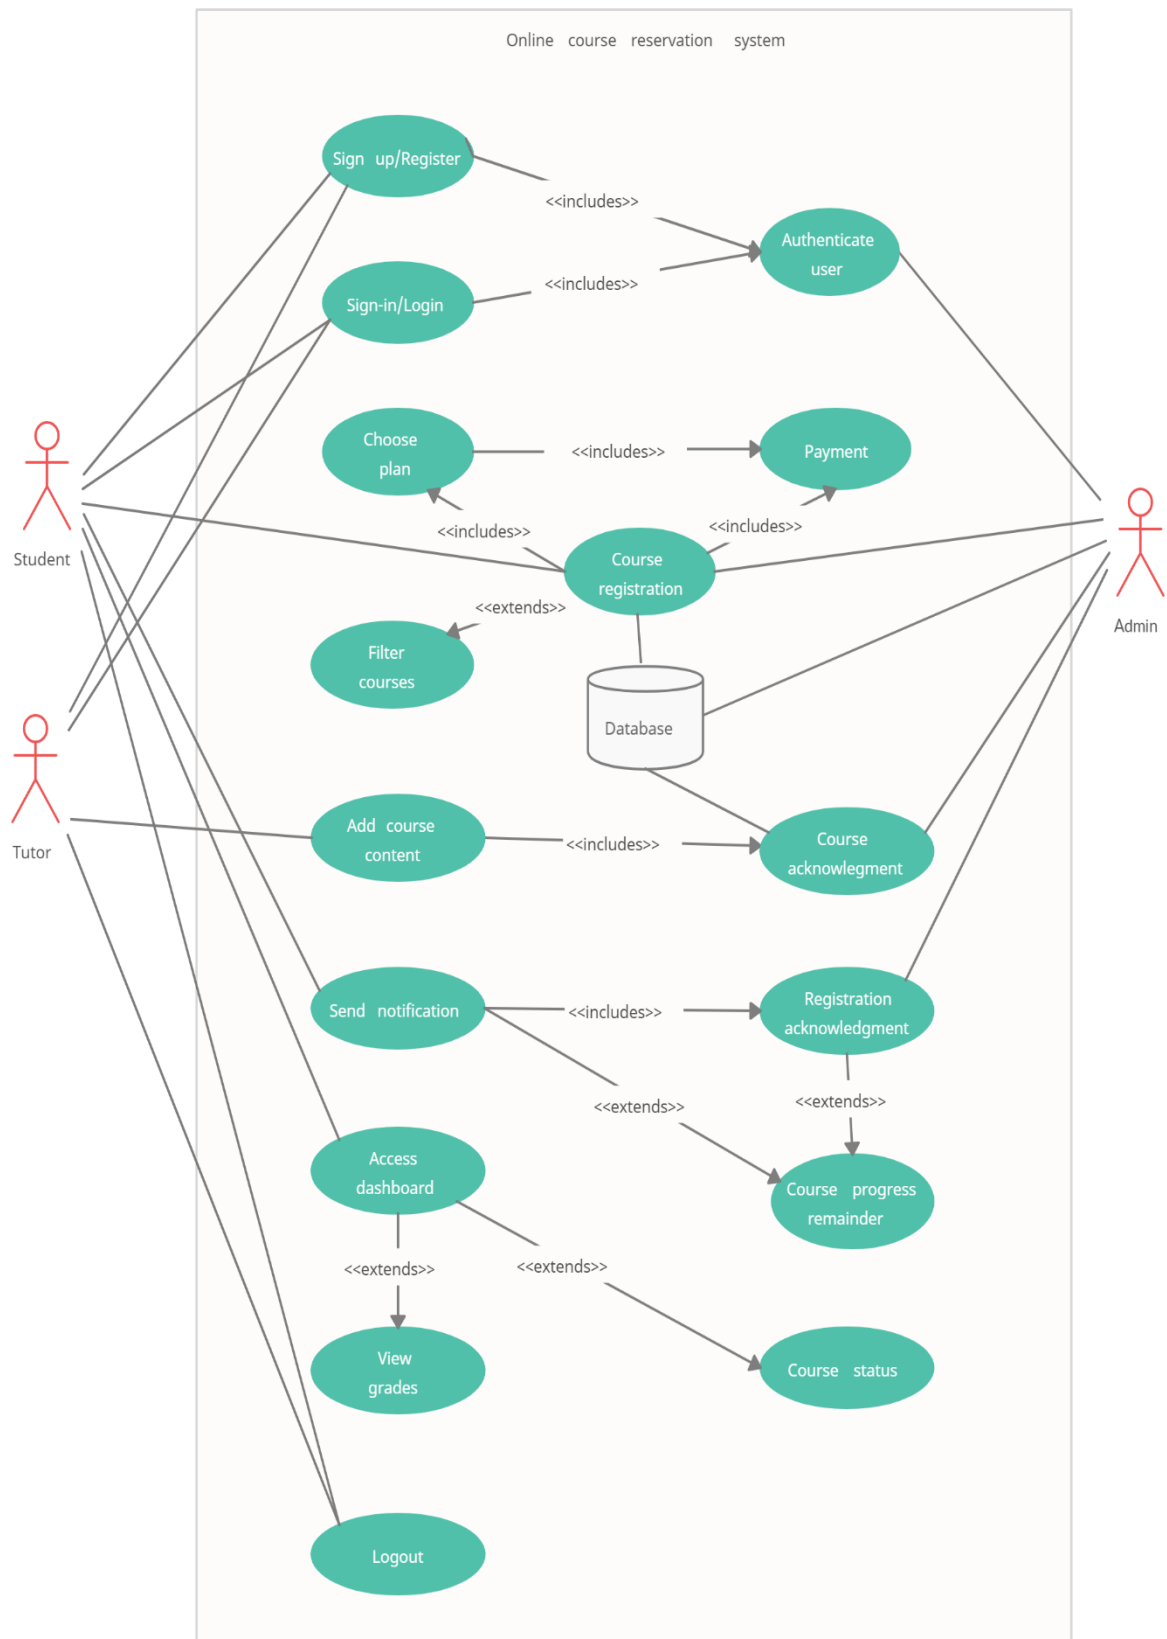 Online course reservation system
Sign up/Register
<<includes>>
Authenticate
user
<<includes>>
Sign-in/Login
Choose
plan
<<includes>>
Payment
<<includes>>
<<includes>>
Student
Course
registration
<<extends>>
Admin
Filter
courses
Database
Tutor
Add course
content
<<includes>>
Course
acknowlegment
Send notification
<<includes>>
Registration
acknowledgment
<<extends>>
<<extends>>
Access
dashboard
Course progress
remainder
<<extends>>
<<extends>>
View
grades
Course status
Logout